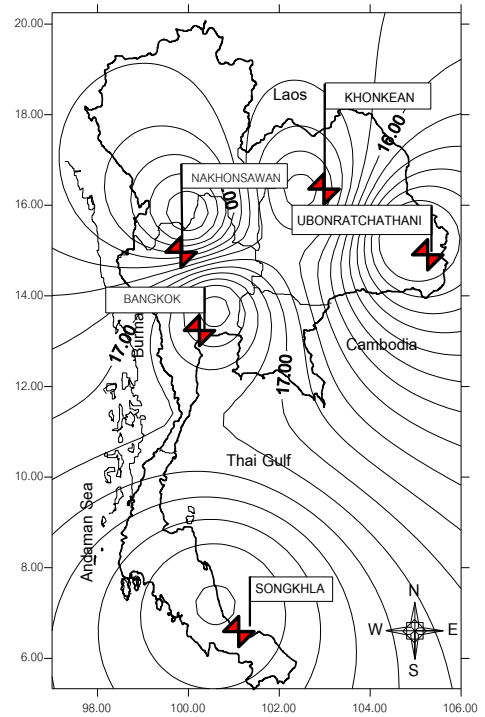 20.00
18.00
16.00
14.00
12.00
10.00
8.00
6.00
98.00
100.00
102.00
104.00
106.00
Laos
KHONKEAN
16.00
NAKHONSAWAN
UBONRATCHATHANI
BANGKOK
17.00
Burma
17.00
Cambodia
Thai Gulf
Andaman Sea
SONGKHLA
N
W
E
S